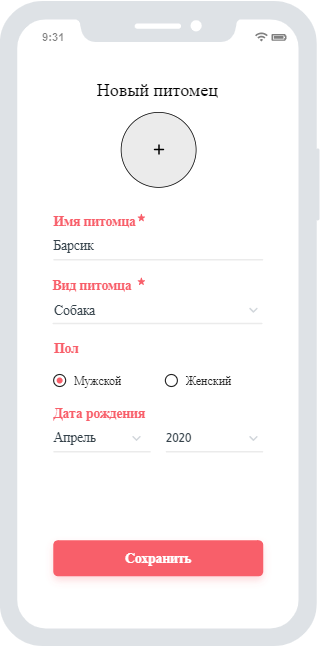 9:31
Новый питомец
+
Имя питомца *
Барсик
Вид питомца *
Собака
Пол
Мужской Женский
Дата рождения
Апрель 2020
Сохранить